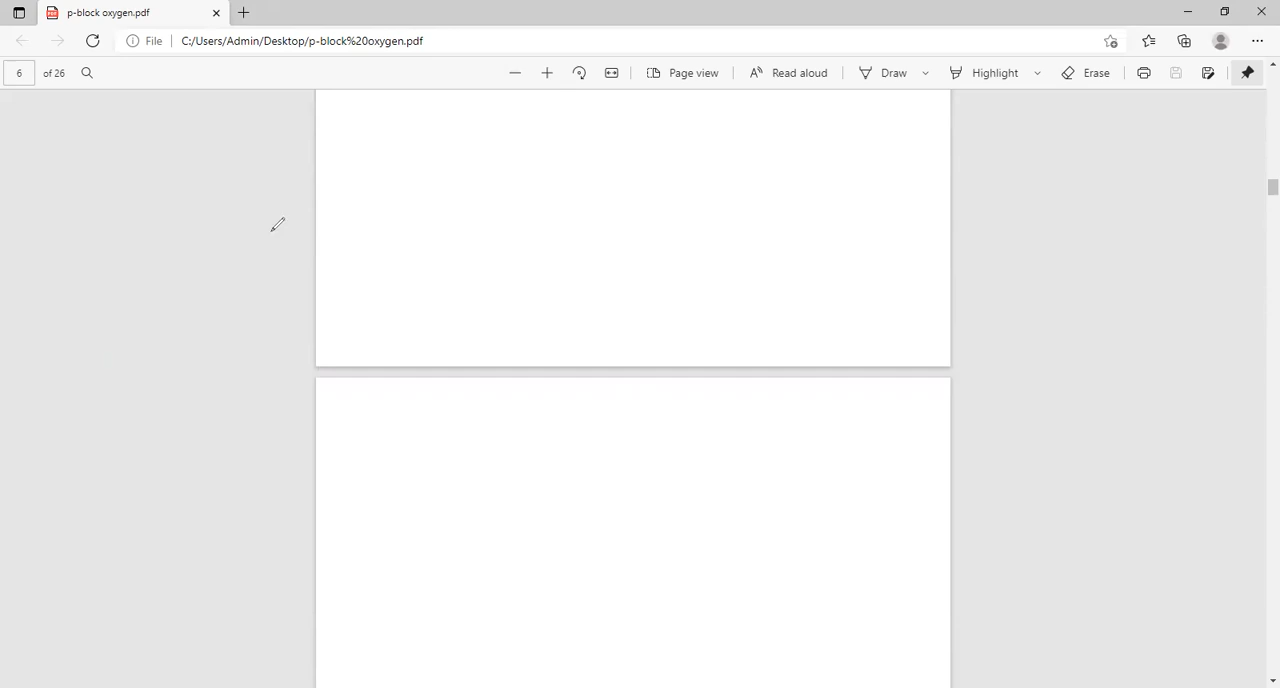 p-block oxygen.pdf
File C:/Users/Admin/Desktop/p-block%20oxygen.pdf
6 of 26 Page view Read aloud Draw Highlight Erase